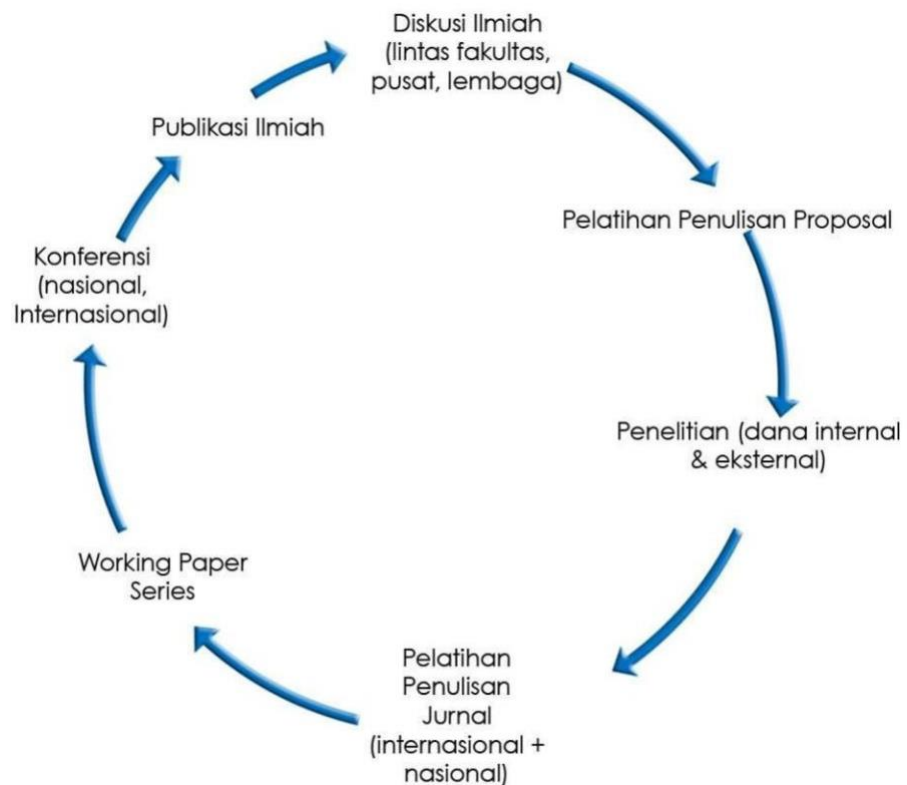 Diskusi Ilmiah
(lintas fakultas,
pusat, lembaga)
Pelatihan Penulisan Proposal
Penelitian (dana internal
& eksternal)
Pelatihan
Penulisan
Jurnal
(internasional +
nasional)
Working Paper
Series
Konferensi
(nasional,
Internasional)
Publikasi Ilmiah